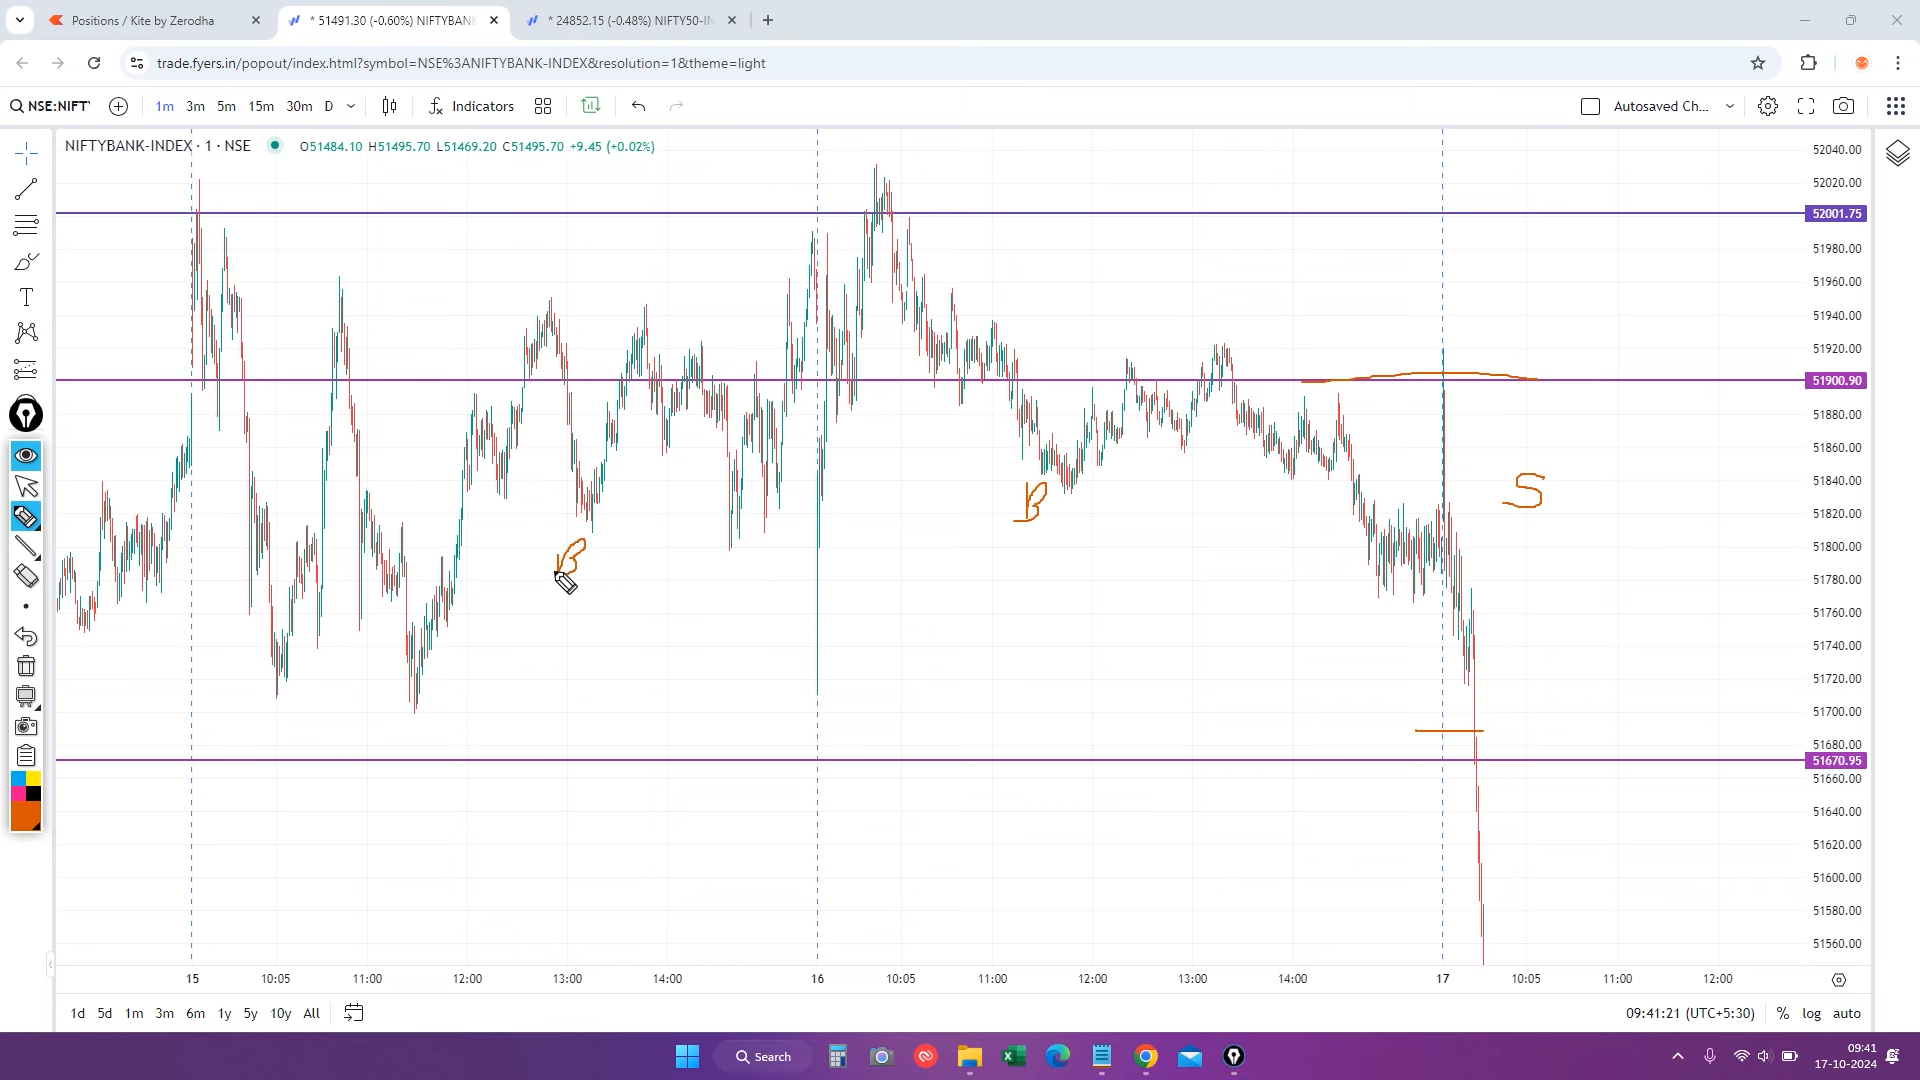 Positions / Kite by Zerodha
* 51491.30 (-0.60%) NIFTYBANK
* 24852.15 (-0.48%) NIFTY50-IN
trade.fyers.in/popout/index.html?symbol=NSE%3ANIFTYBANK-INDEX&resolution=1&theme=light
NSE:NIFTY
1m 3m 5m 15m 30m D
Indicators
Autosaved Ch...
NIFTYBANK-INDEX · 1 · NSE
O51484.10 H51495.70 L51469.20 C51495.70 +9.45 (+0.02%)
52040.00
52020.00
52001.75
51980.00
51960.00
51940.00
51920.00
51900.90
51880.00
51860.00
51840.00
51820.00
51800.00
51780.00
51760.00
51740.00
51720.00
51700.00
51680.00
51670.95
51660.00
51640.00
51620.00
51600.00
51580.00
51560.00
B
B
S
15 10:05 11:00 12:00 13:00 14:00 16 10:05 11:00 12:00 13:00 14:00 17 10:05 11:00 12:00
1d 5d 1m 3m 6m 1y 5y 10y All
09:41:21 (UTC+5:30)
% log auto
Search
09:41
17-10-2024